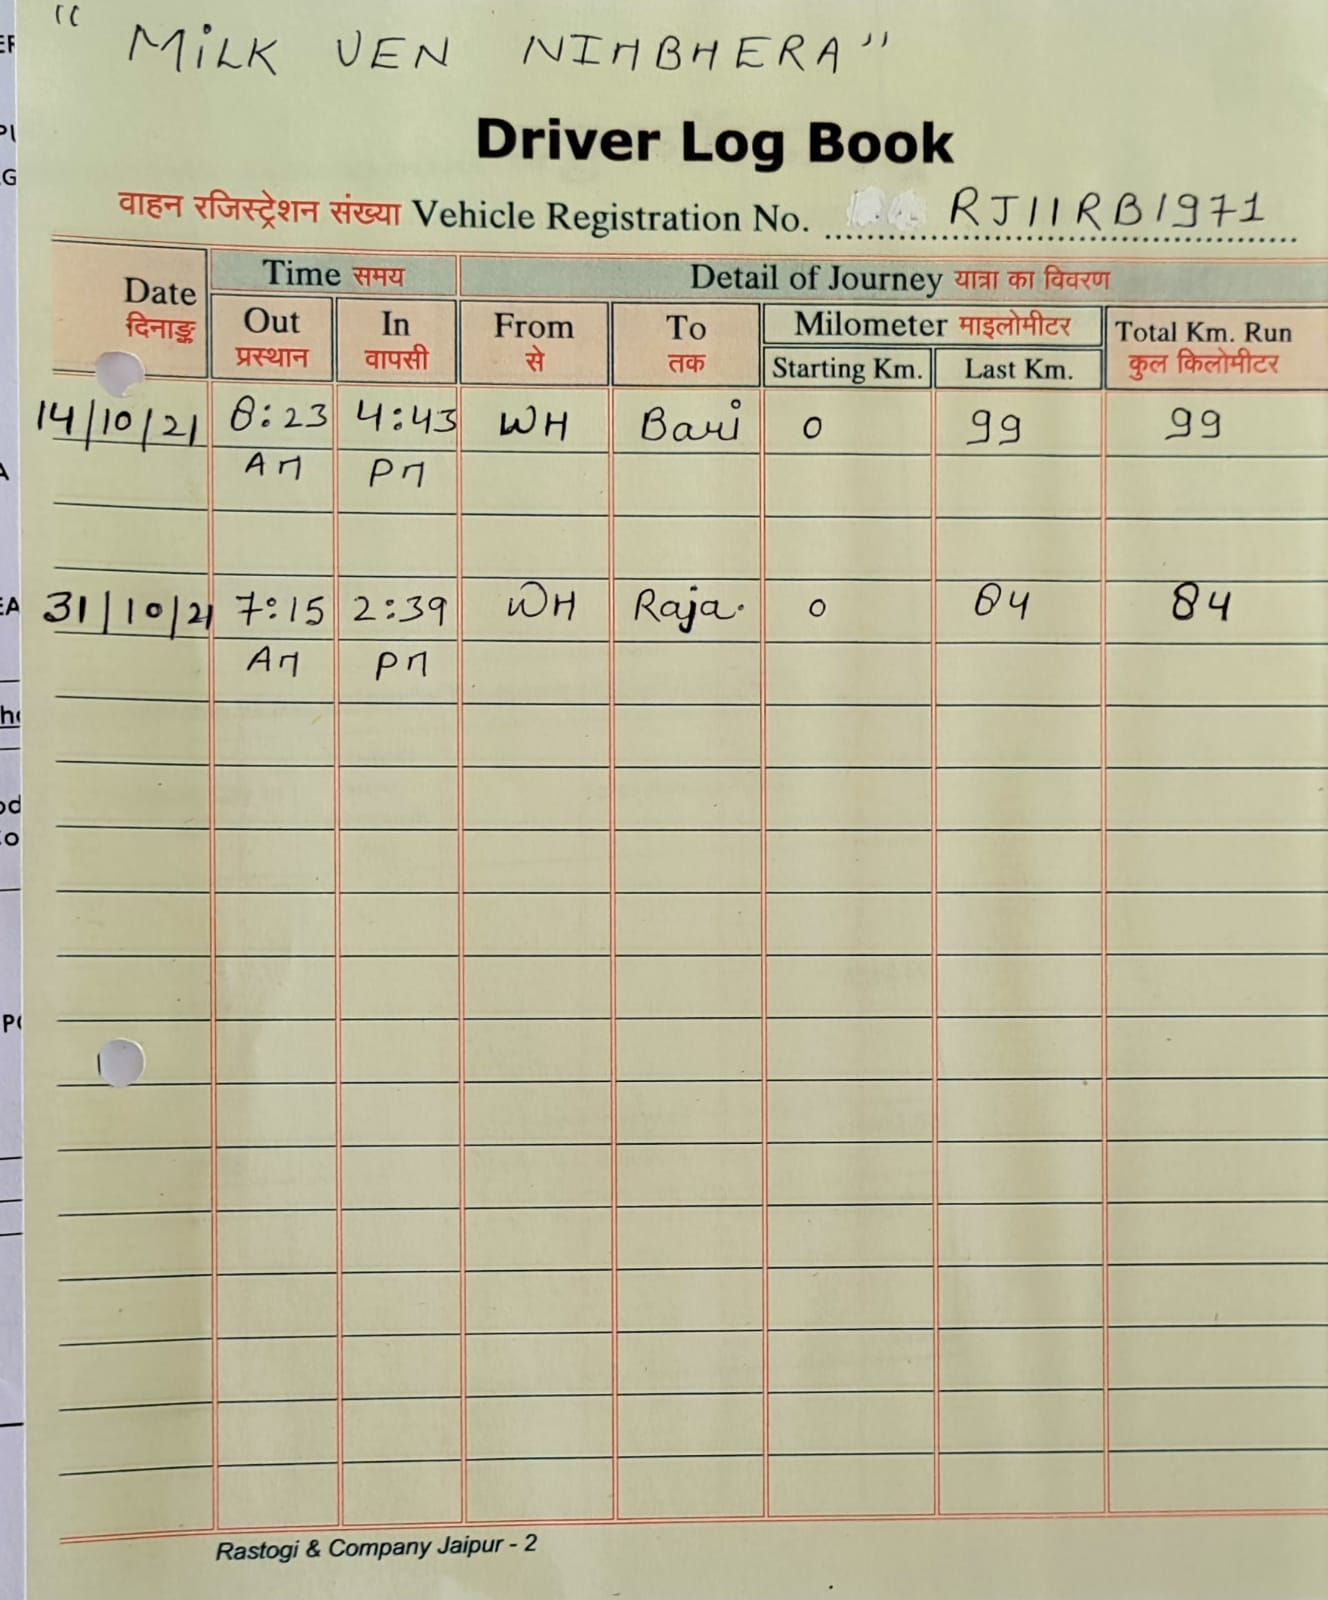 "MiLK VEN NIHBHERA"
Driver Log Book
वाहन रजिस्ट्रेशन संख्या Vehicle Registration No. RJ11RB1971
Date Time समय Detail of Journey यात्रा का विवरण
दिनाङ्क Out In From To Milometer माइलोमीटर Total Km. Run
प्रस्थान वापसी से तक Starting Km. Last Km. कुल किलोमीटर
14/10/21 8:23 4:43 WH Bari 0 99 99
AM PM
31/10/21 7:15 2:39 WH Raja. 0 84 84
AM PM
Rastogi & Company Jaipur - 2